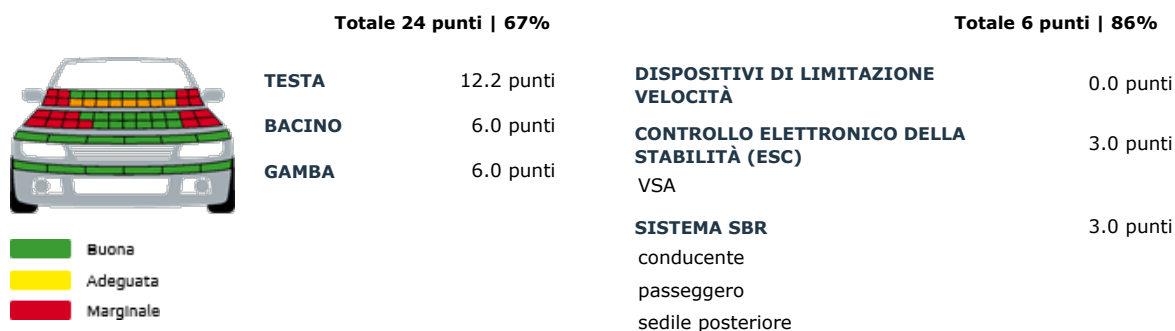 Totale 24 punti | 67%
TESTA 12.2 punti
BACINO 6.0 punti
GAMBA 6.0 punti
Buona
Adeguata
Marginale
Totale 6 punti | 86%
DISPOSITIVI DI LIMITAZIONE
VELOCITÀ 0.0 punti
CONTROLLO ELETTRONICO DELLA
STABILITÀ (ESC) 3.0 punti
VSA
SISTEMA SBR 3.0 punti
conducente
passeggero
sedile posteriore